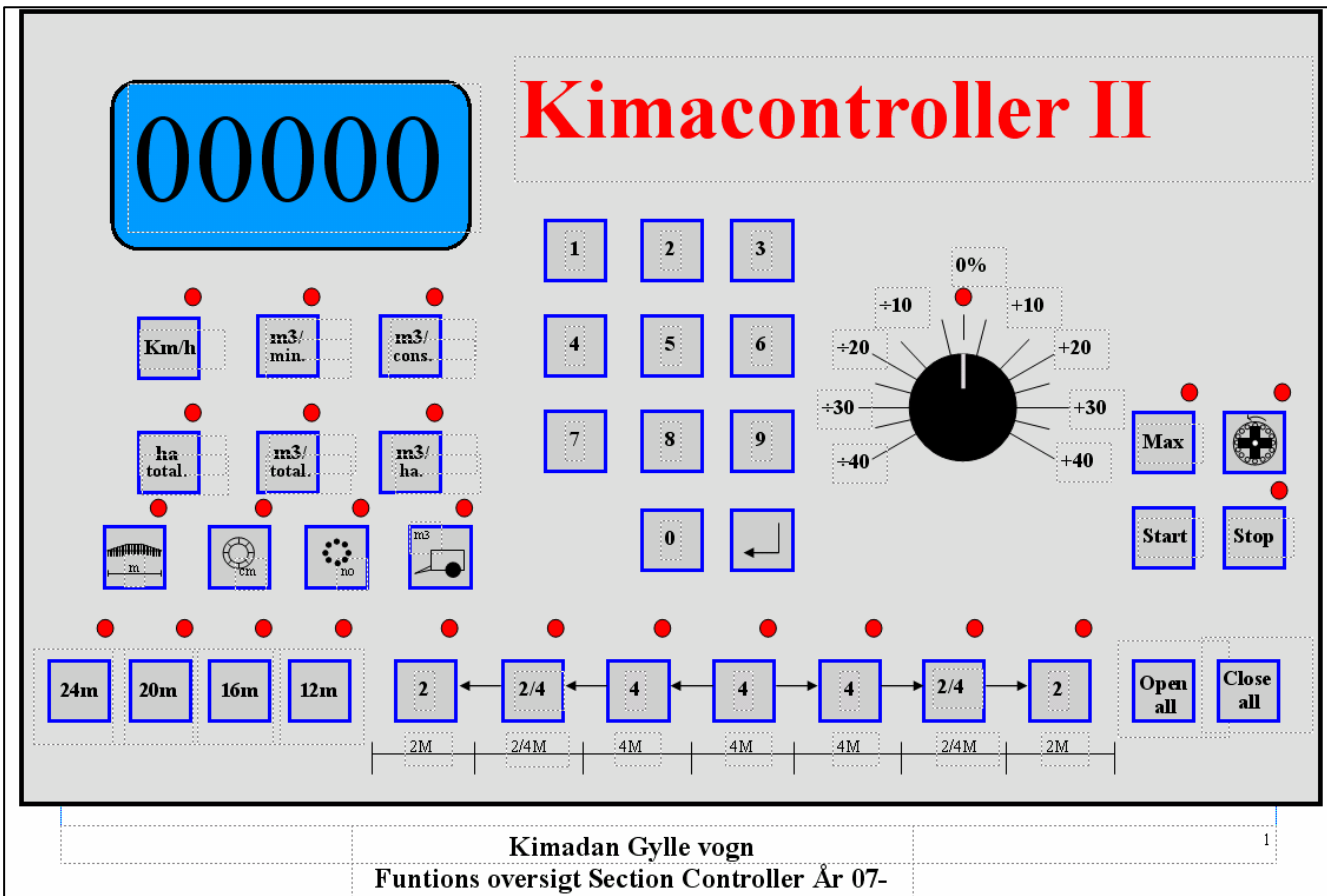 Kimacontroller II
00000
1 2 3
0%
÷10 +10
Km/h m3/ min. m3/ cons.
4 5 6
÷20 +20
÷30 +30
Max
ha total. m3/ total. m3/ ha.
7 8 9
÷40 +40
m cm no m3
0
Start Stop
24m 20m 16m 12m 2 2/4 4 4 4 2/4 2 Open all Close all
2M 2/4M 4M 4M 4M 2/4M 2M
Kimadan Gylle vogn
1
Funtions oversigt Section Controller År 07-